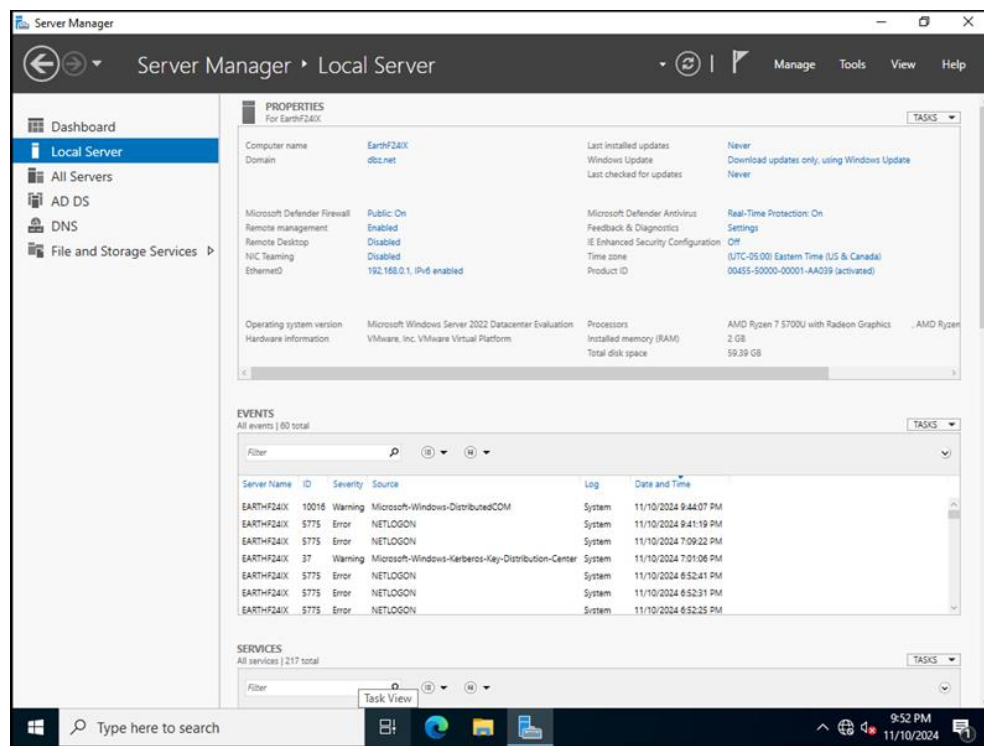 Server Manager
Server Manager ‣ Local Server
Manage Tools View Help
Dashboard
Local Server
All Servers
AD DS
DNS
File and Storage Services
PROPERTIES
For EarthF24IX
TASKS
Computer name EarthF24IX Last installed updates Never
Domain dbz.net Windows Update Download updates only, using Windows Update
Last checked for updates Never
Microsoft Defender Firewall Public: On Microsoft Defender Antivirus Real-Time Protection: On
Remote management Enabled Feedback & Diagnostics Settings
Remote Desktop Disabled IE Enhanced Security Configuration Off
NIC Teaming Disabled Time zone (UTC-05:00) Eastern Time (US & Canada)
Ethernet0 192.168.0.1, IPv6 enabled Product ID 00455-50000-00001-AA039 (activated)
Operating system version Microsoft Windows Server 2022 Datacenter Evaluation Processors AMD Ryzen 7 5700U with Radeon Graphics , AMD Ryzen
Hardware information VMware, Inc. VMware Virtual Platform Installed memory (RAM) 2 GB
Total disk space 59.39 GB
EVENTS
All events | 60 total
TASKS
Filter
Server Name ID Severity Source Log Date and Time
EARTHF24IX 10016 Warning Microsoft-Windows-DistributedCOM System 11/10/2024 9:44:07 PM
EARTHF24IX 5775 Error NETLOGON System 11/10/2024 9:41:19 PM
EARTHF24IX 5775 Error NETLOGON System 11/10/2024 7:09:22 PM
EARTHF24IX 37 Warning Microsoft-Windows-Kerberos-Key-Distribution-Center System 11/10/2024 7:01:06 PM
EARTHF24IX 5775 Error NETLOGON System 11/10/2024 6:52:41 PM
EARTHF24IX 5775 Error NETLOGON System 11/10/2024 6:52:31 PM
EARTHF24IX 5775 Error NETLOGON System 11/10/2024 6:52:25 PM
SERVICES
All services | 217 total
TASKS
Filter
Task View
Type here to search
9:52 PM
11/10/2024
1